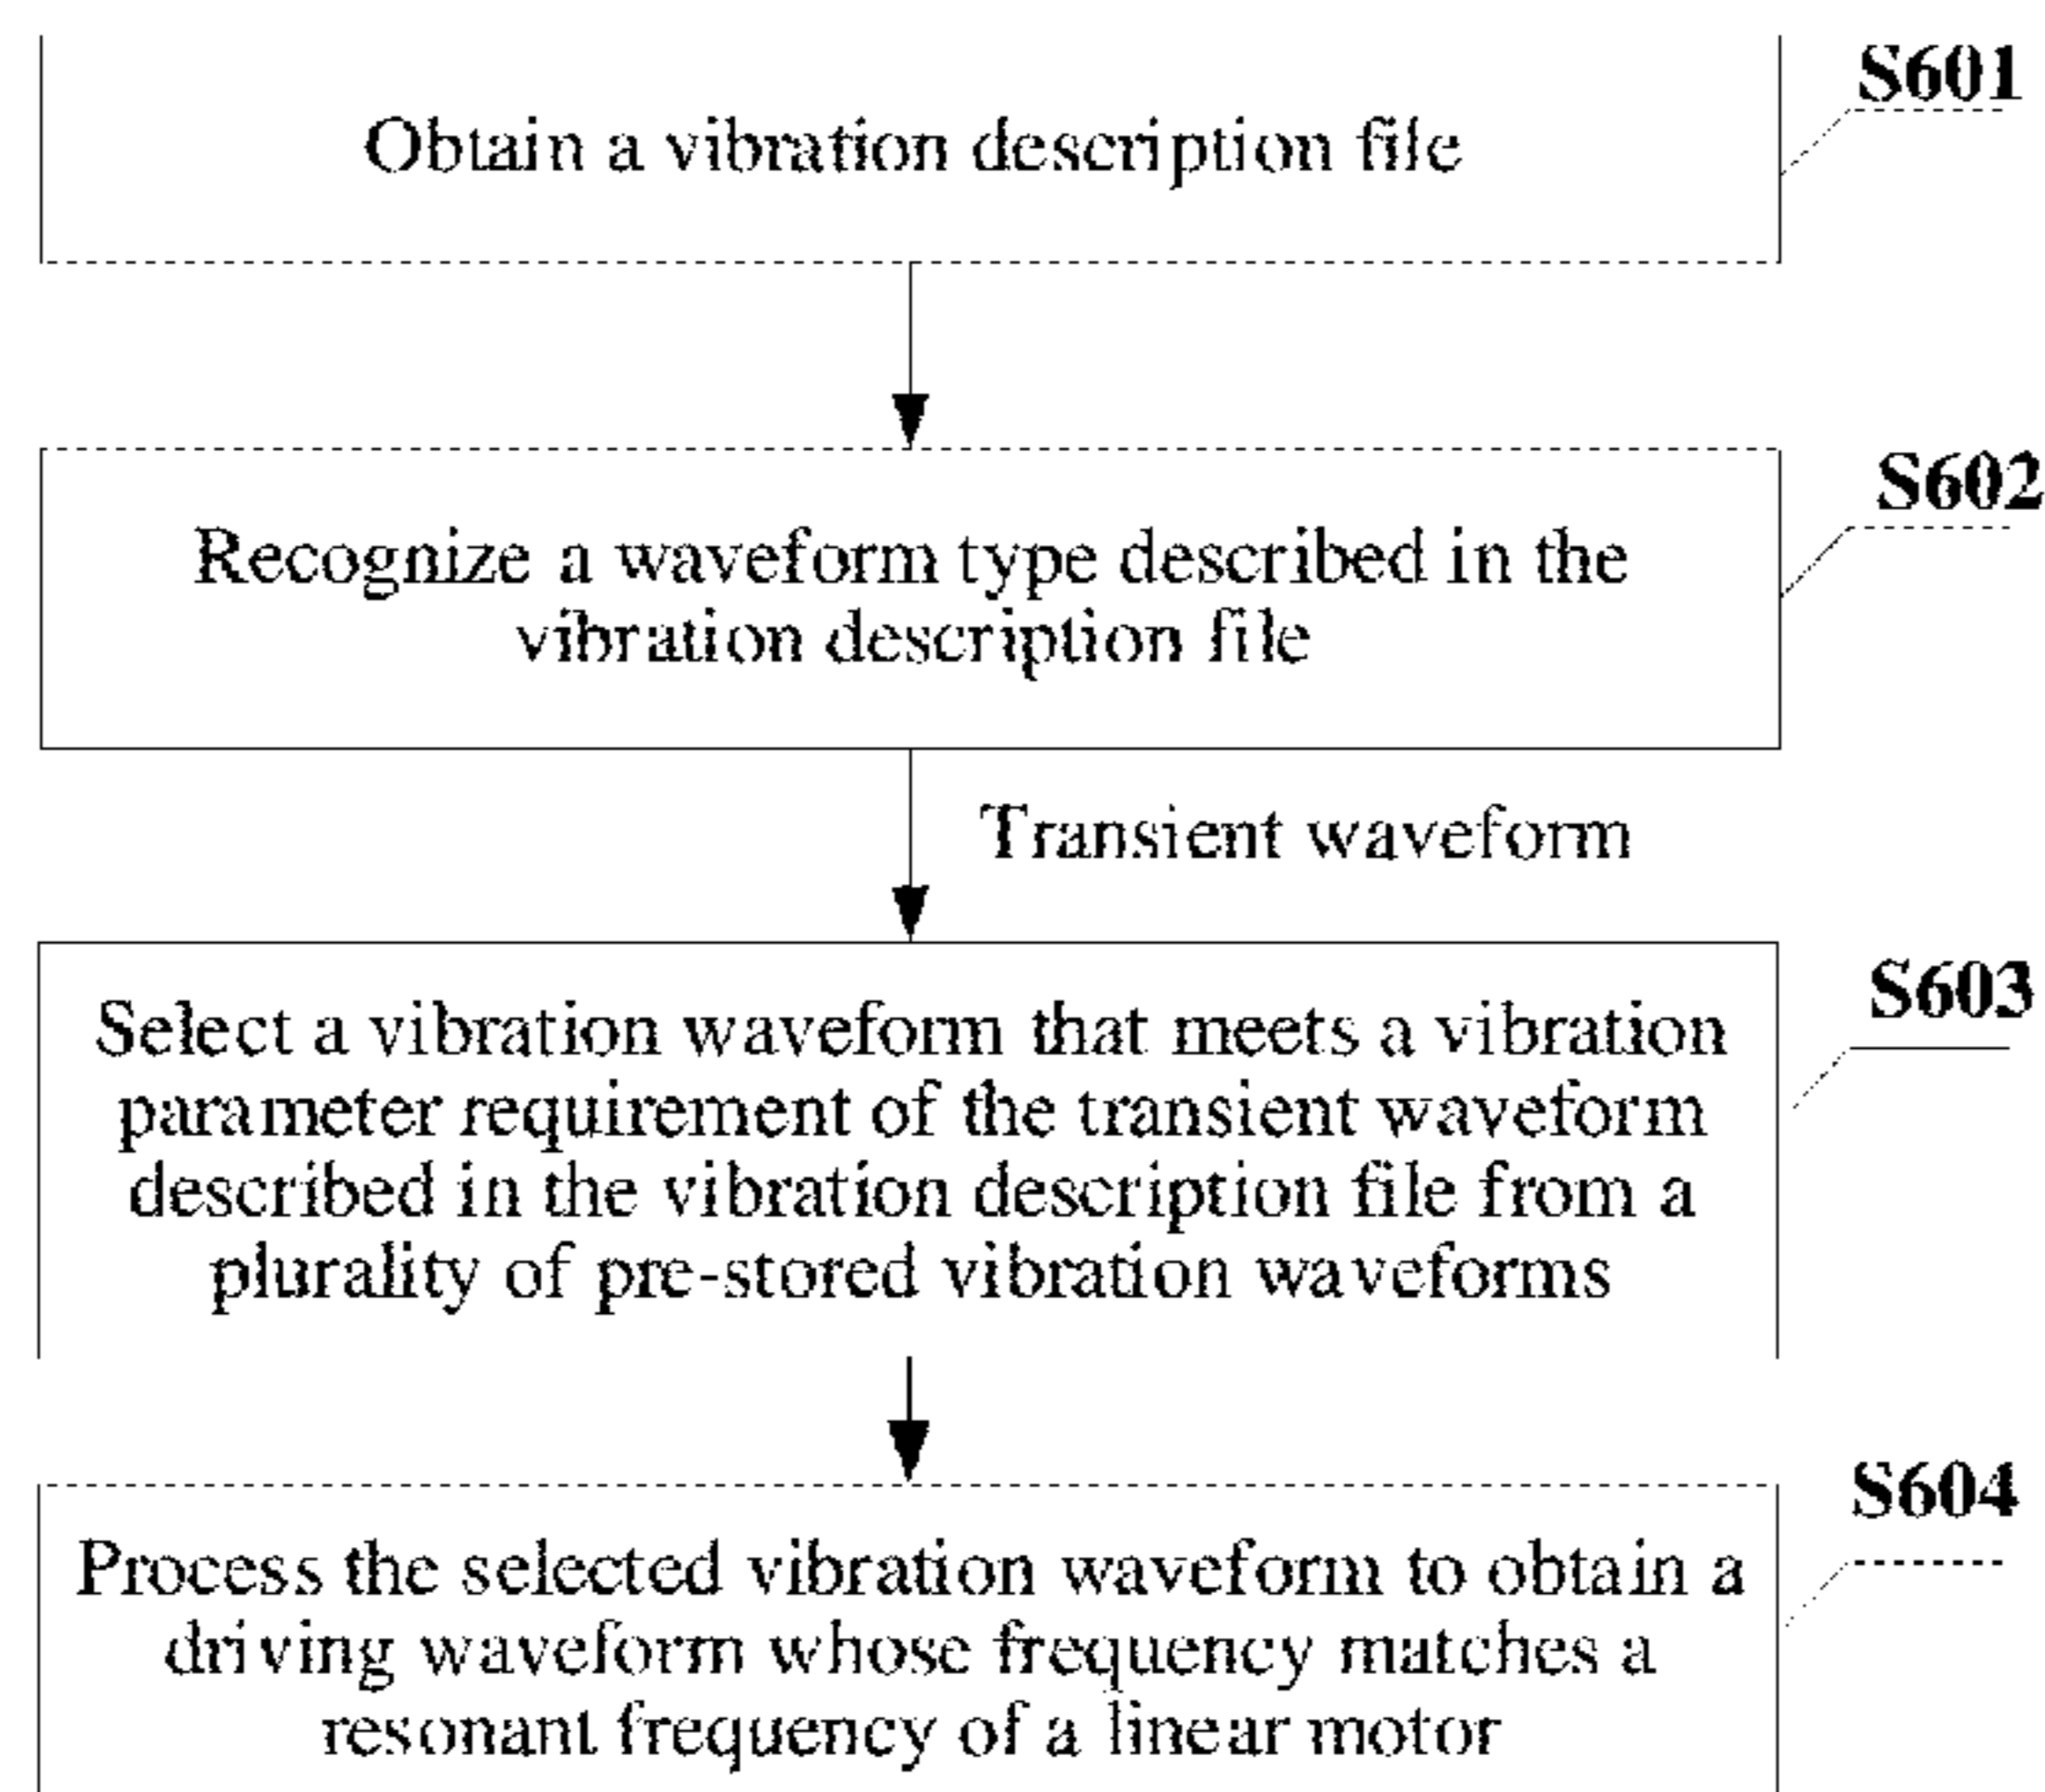 S601
Obtain a vibration description file
S602
Recognize a waveform type described in the
vibration description file
Transient waveform
S603
Select a vibration waveform that meets a vibration
parameter requirement of the transient waveform
described in the vibration description file from a
plurality of pre-stored vibration waveforms
S604
Process the selected vibration waveform to obtain a
driving waveform whose frequency matches a
resonant frequency of a linear motor